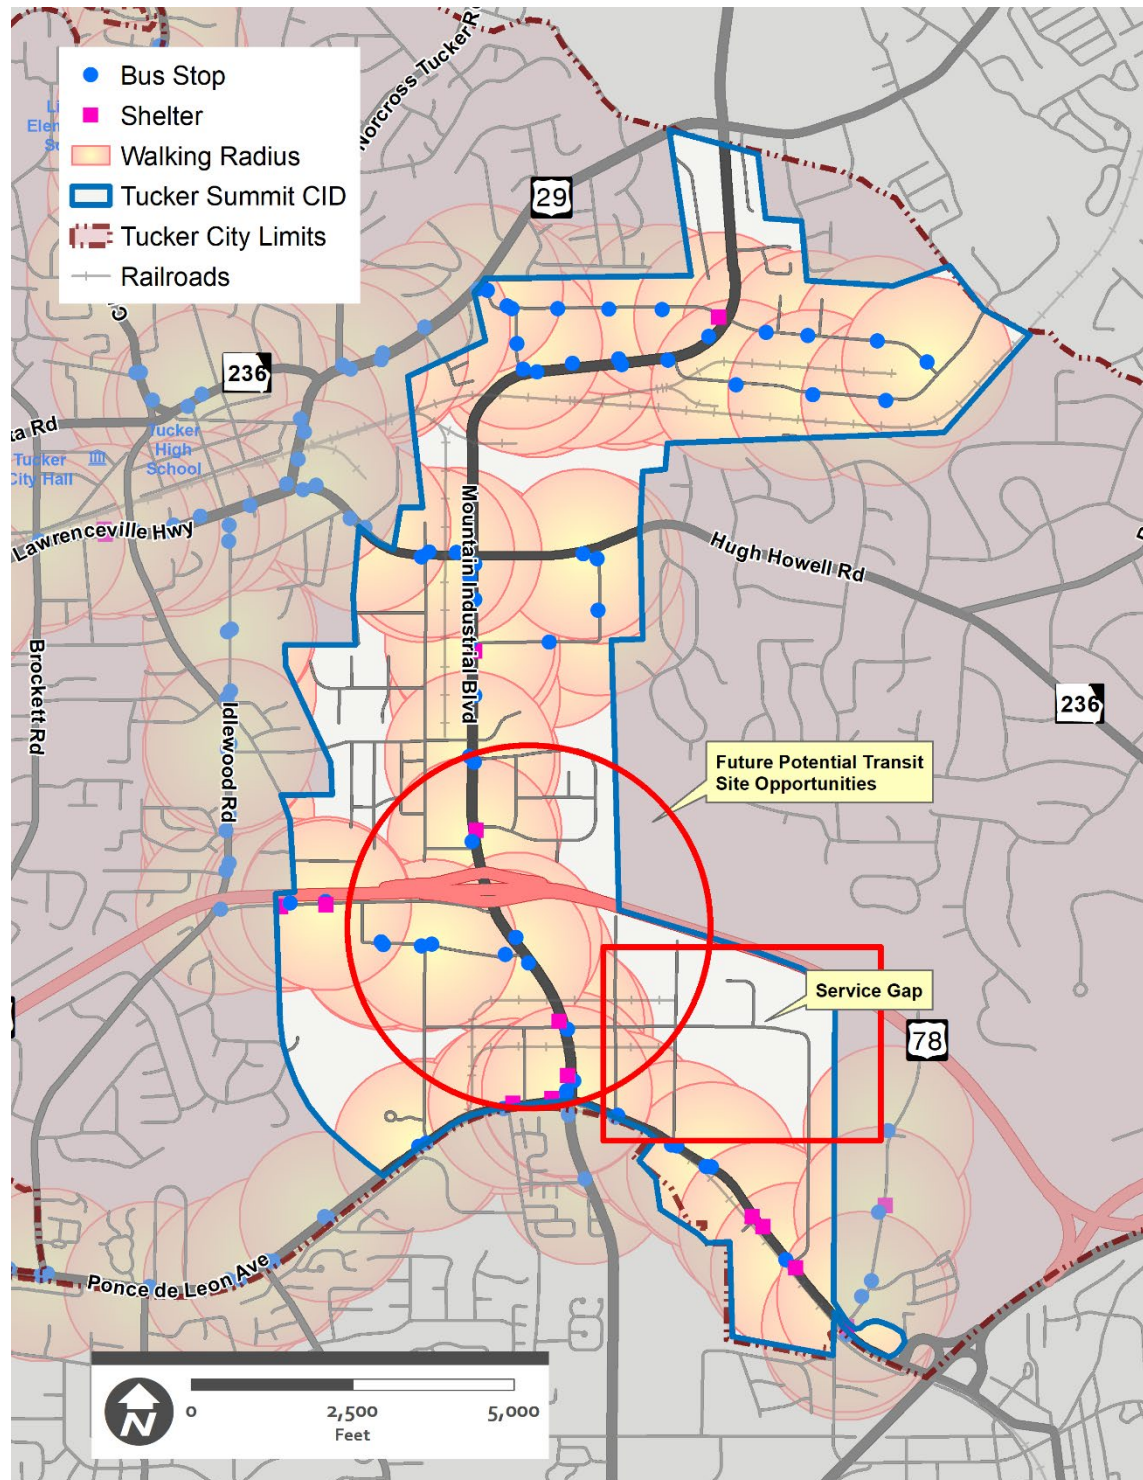 Bus Stop
Shelter
Walking Radius
Tucker Summit CID
Tucker City Limits
Railroads
Norcross Tucker
29
236
Tucker
High
School
Tucker
City Hall
Lawrenceville Hwy
Mountain Industrial Blvd
Hugh Howell Rd
236
Brockett Rd
Idlewood Rd
Future Potential Transit
Site Opportunities
Service Gap
78
Ponce de Leon Ave
N
0
2,500
5,000
Feet